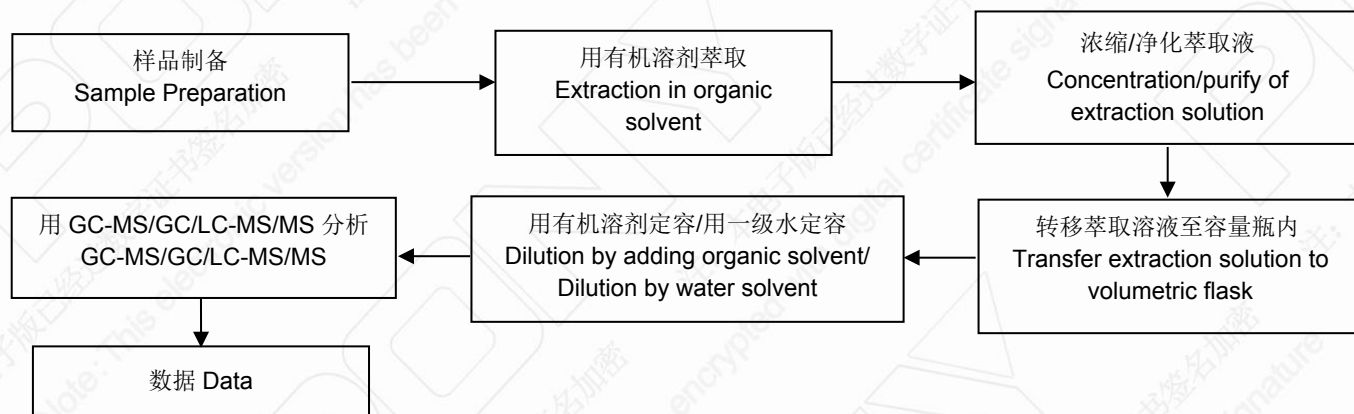 样品制备
Sample Preparation
用有机溶剂萃取
Extraction in organic
solvent
浓缩/净化萃取液
Concentration/purify of
extraction solution
转移萃取溶液至容量瓶内
Transfer extraction solution to
volumetric flask
用有机溶剂定容/用一级水定容
Dilution by adding organic solvent/
Dilution by water solvent
用 GC-MS/GC/LC-MS/MS 分析
GC-MS/GC/LC-MS/MS
数据 Data